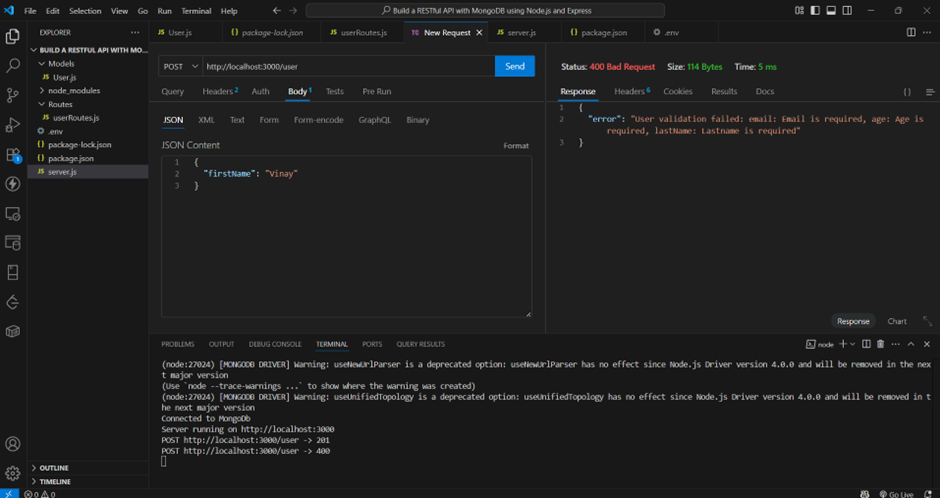 File Edit Selection View Go Run Terminal Help
Build a RESTful API with MongoDB using Node.js and Express
EXPLORER ...
JS User.js
{} package-lock.json
JS userRoutes.js
TC New Request
JS server.js
{} package.json
.env
BUILD A RESTFUL API WITH MO...
Models
JS User.js
node_modules
Routes
JS userRoutes.js
.env
{} package-lock.json
{} package.json
JS server.js
OUTLINE
TIMELINE
1
POST http://localhost:3000/user Send
Query Headers 2 Auth Body 1 Tests Pre Run
JSON XML Text Form Form-encode GraphQL Binary
JSON Content Format
1 {
2 "firstName": "Vinay"
3 }
Status: 400 Bad Request Size: 114 Bytes Time: 5 ms
Response Headers 6 Cookies Results Docs {}
1 {
2 "error": "User validation failed: email: Email is required, age: Age is
required, lastName: Lastname is required"
3 }
Response Chart
PROBLEMS OUTPUT DEBUG CONSOLE TERMINAL PORTS QUERY RESULTS
node
(node:27024) [MONGODB DRIVER] Warning: useNewUrlParser is a deprecated option: useNewUrlParser has no effect since Node.js Driver version 4.0.0 and will be removed in the nex
t major version
(Use `node --trace-warnings ...` to show where the warning was created)
(node:27024) [MONGODB DRIVER] Warning: useUnifiedTopology is a deprecated option: useUnifiedTopology has no effect since Node.js Driver version 4.0.0 and will be removed in t
he next major version
Connected to MongoDb
Server running on http://localhost:3000
POST http://localhost:3000/user -> 201
POST http://localhost:3000/user -> 400
0 0
Go Live